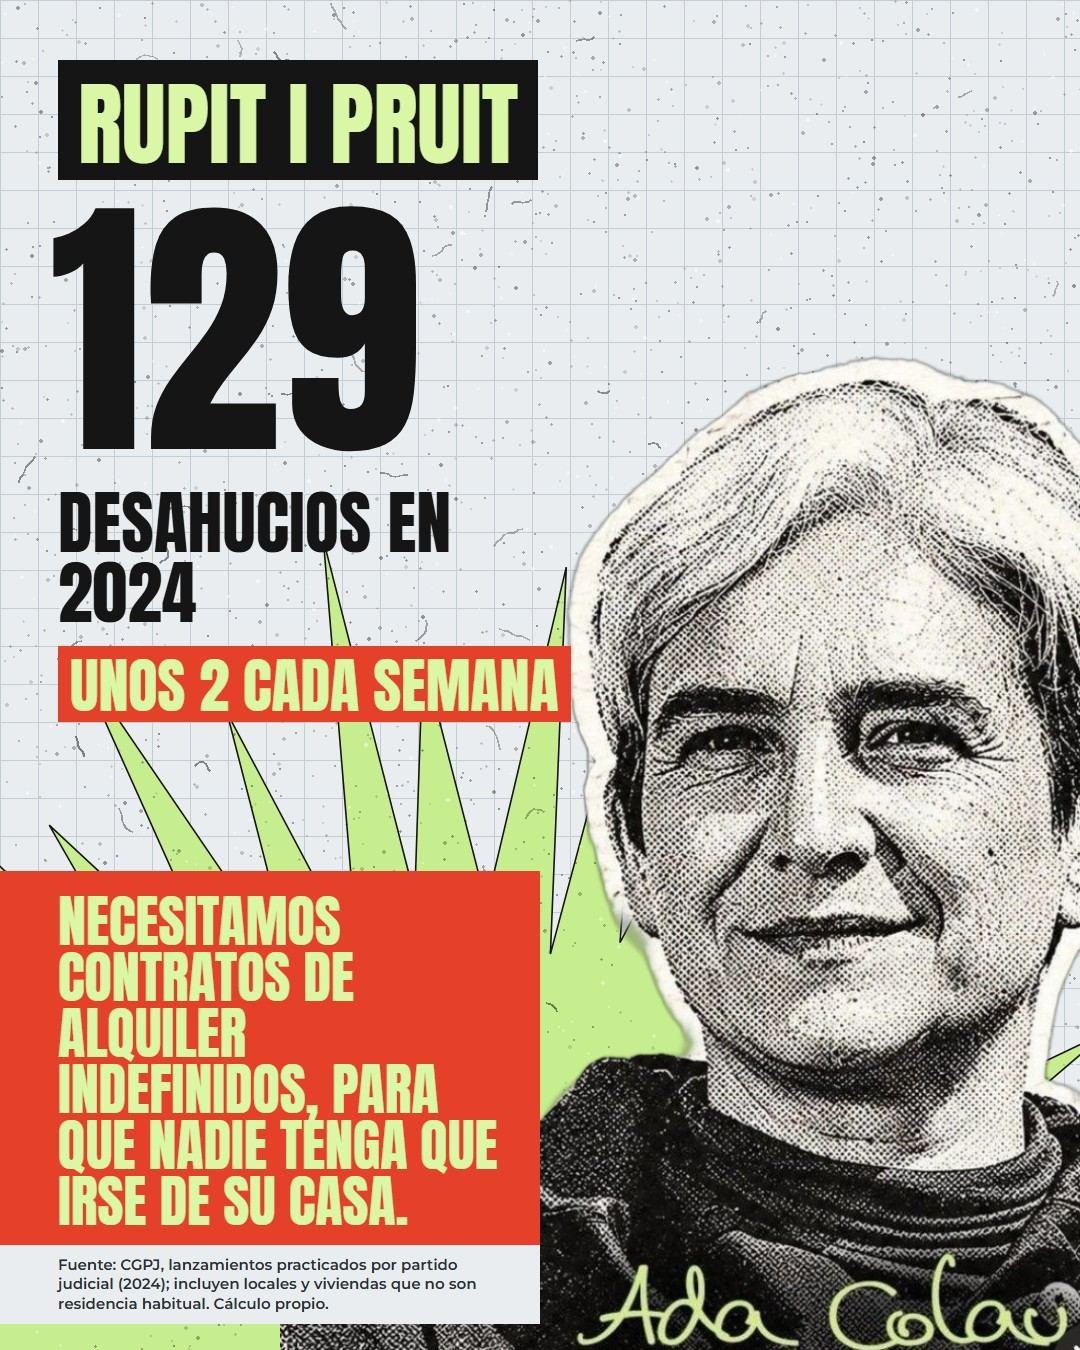 RUPIT I PRUIT
129
DESAHUCIOS EN
2024
UNOS 2 CADA SEMANA
NECESITAMOS
CONTRATOS DE
ALQUILER
INDEFINIDOS, PARA
QUE NADIE TENGA QUE
IRSE DE SU CASA.
Fuente: CGPJ, lanzamientos practicados por partido
judicial (2024); incluyen locales y viviendas que no son
residencia habitual. Cálculo propio.
Ada Colau